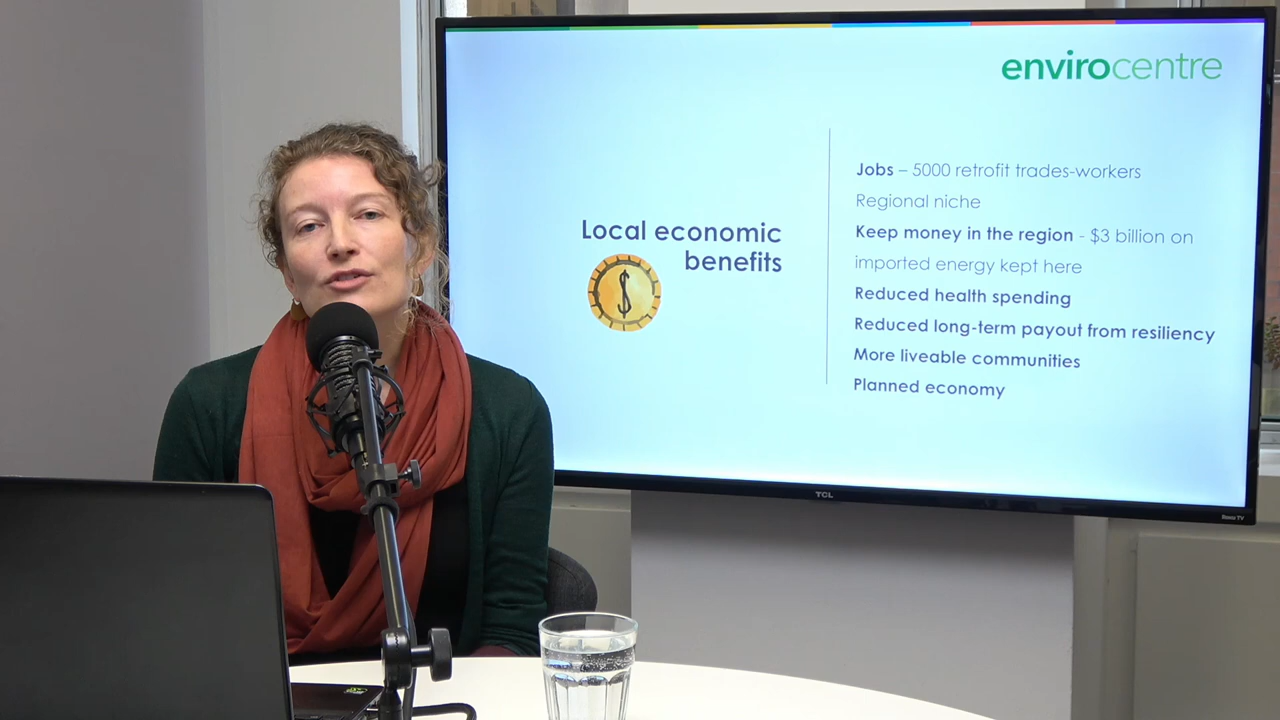 envirocentre
Local economic
benefits
Jobs – 5000 retrofit trades-workers
Regional niche
Keep money in the region - $3 billion on
imported energy kept here
Reduced health spending
Reduced long-term payout from resiliency
More liveable communities
Planned economy
TCL
Roku TV